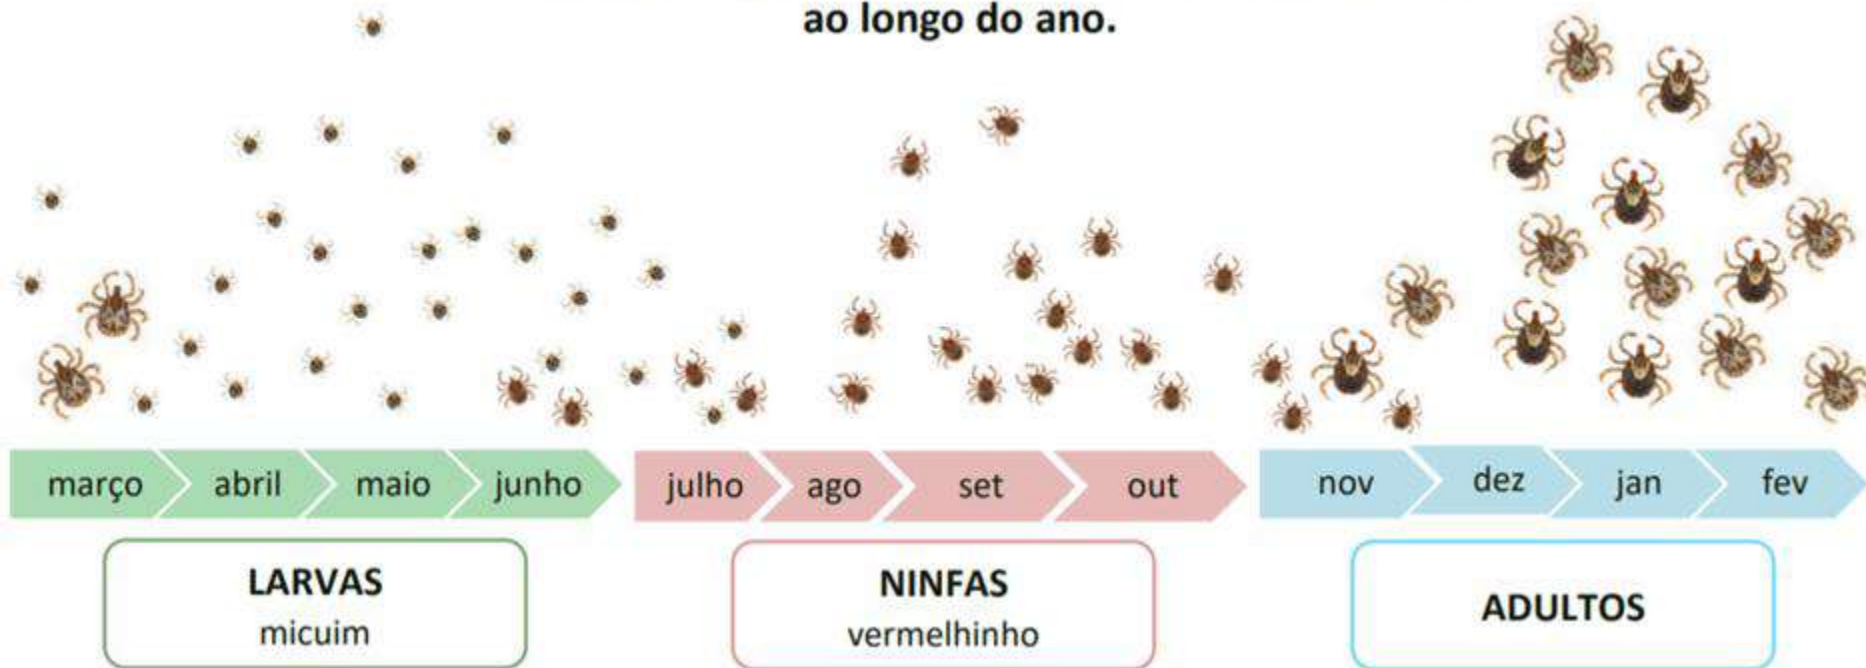 ao longo do ano.
março abril maio junho julho ago set out nov dez jan fev
LARVAS
micuim
NINFAS
vermelhinho
ADULTOS